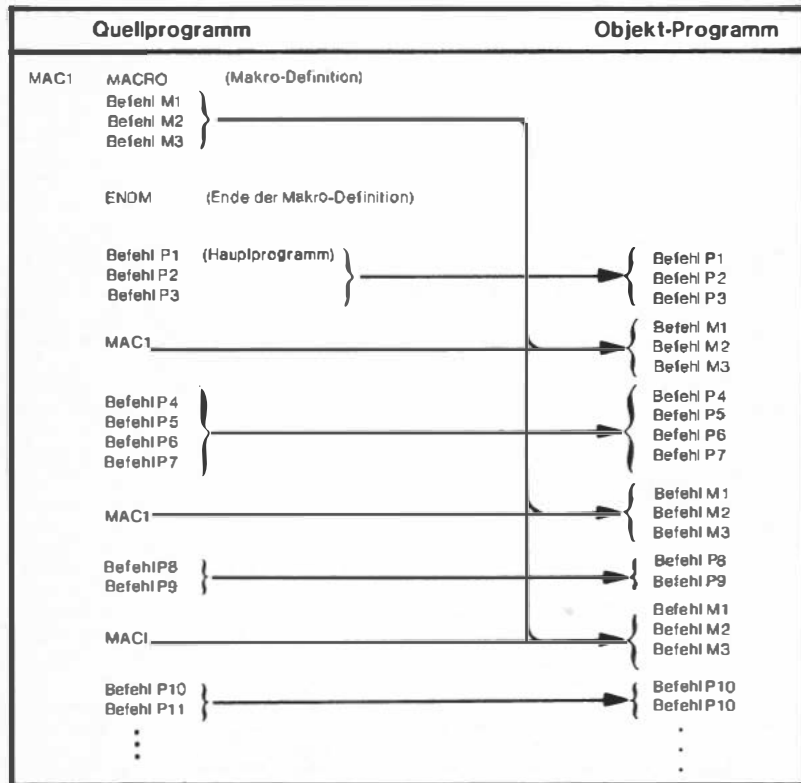 Quellprogramm Objekt-Programm
MAC1 MACRO (Makro-Definition)
Befehl M1
Befehl M2
Befehl M3
ENDM (Ende der Makro-Definition)
Befehl P1 (Hauptprogramm)
Befehl P2
Befehl P3
Befehl P1
Befehl P2
Befehl P3
MAC1
Befehl M1
Befehl M2
Befehl M3
Befehl P4
Befehl P5
Befehl P6
Befehl P7
Befehl P4
Befehl P5
Befehl P6
Befehl P7
MAC1
Befehl M1
Befehl M2
Befehl M3
Befehl P8
Befehl P9
Befehl P8
Befehl P9
MACI
Befehl M1
Befehl M2
Befehl M3
Befehl P10
Befehl P11
Befehl P10
Befehl P10